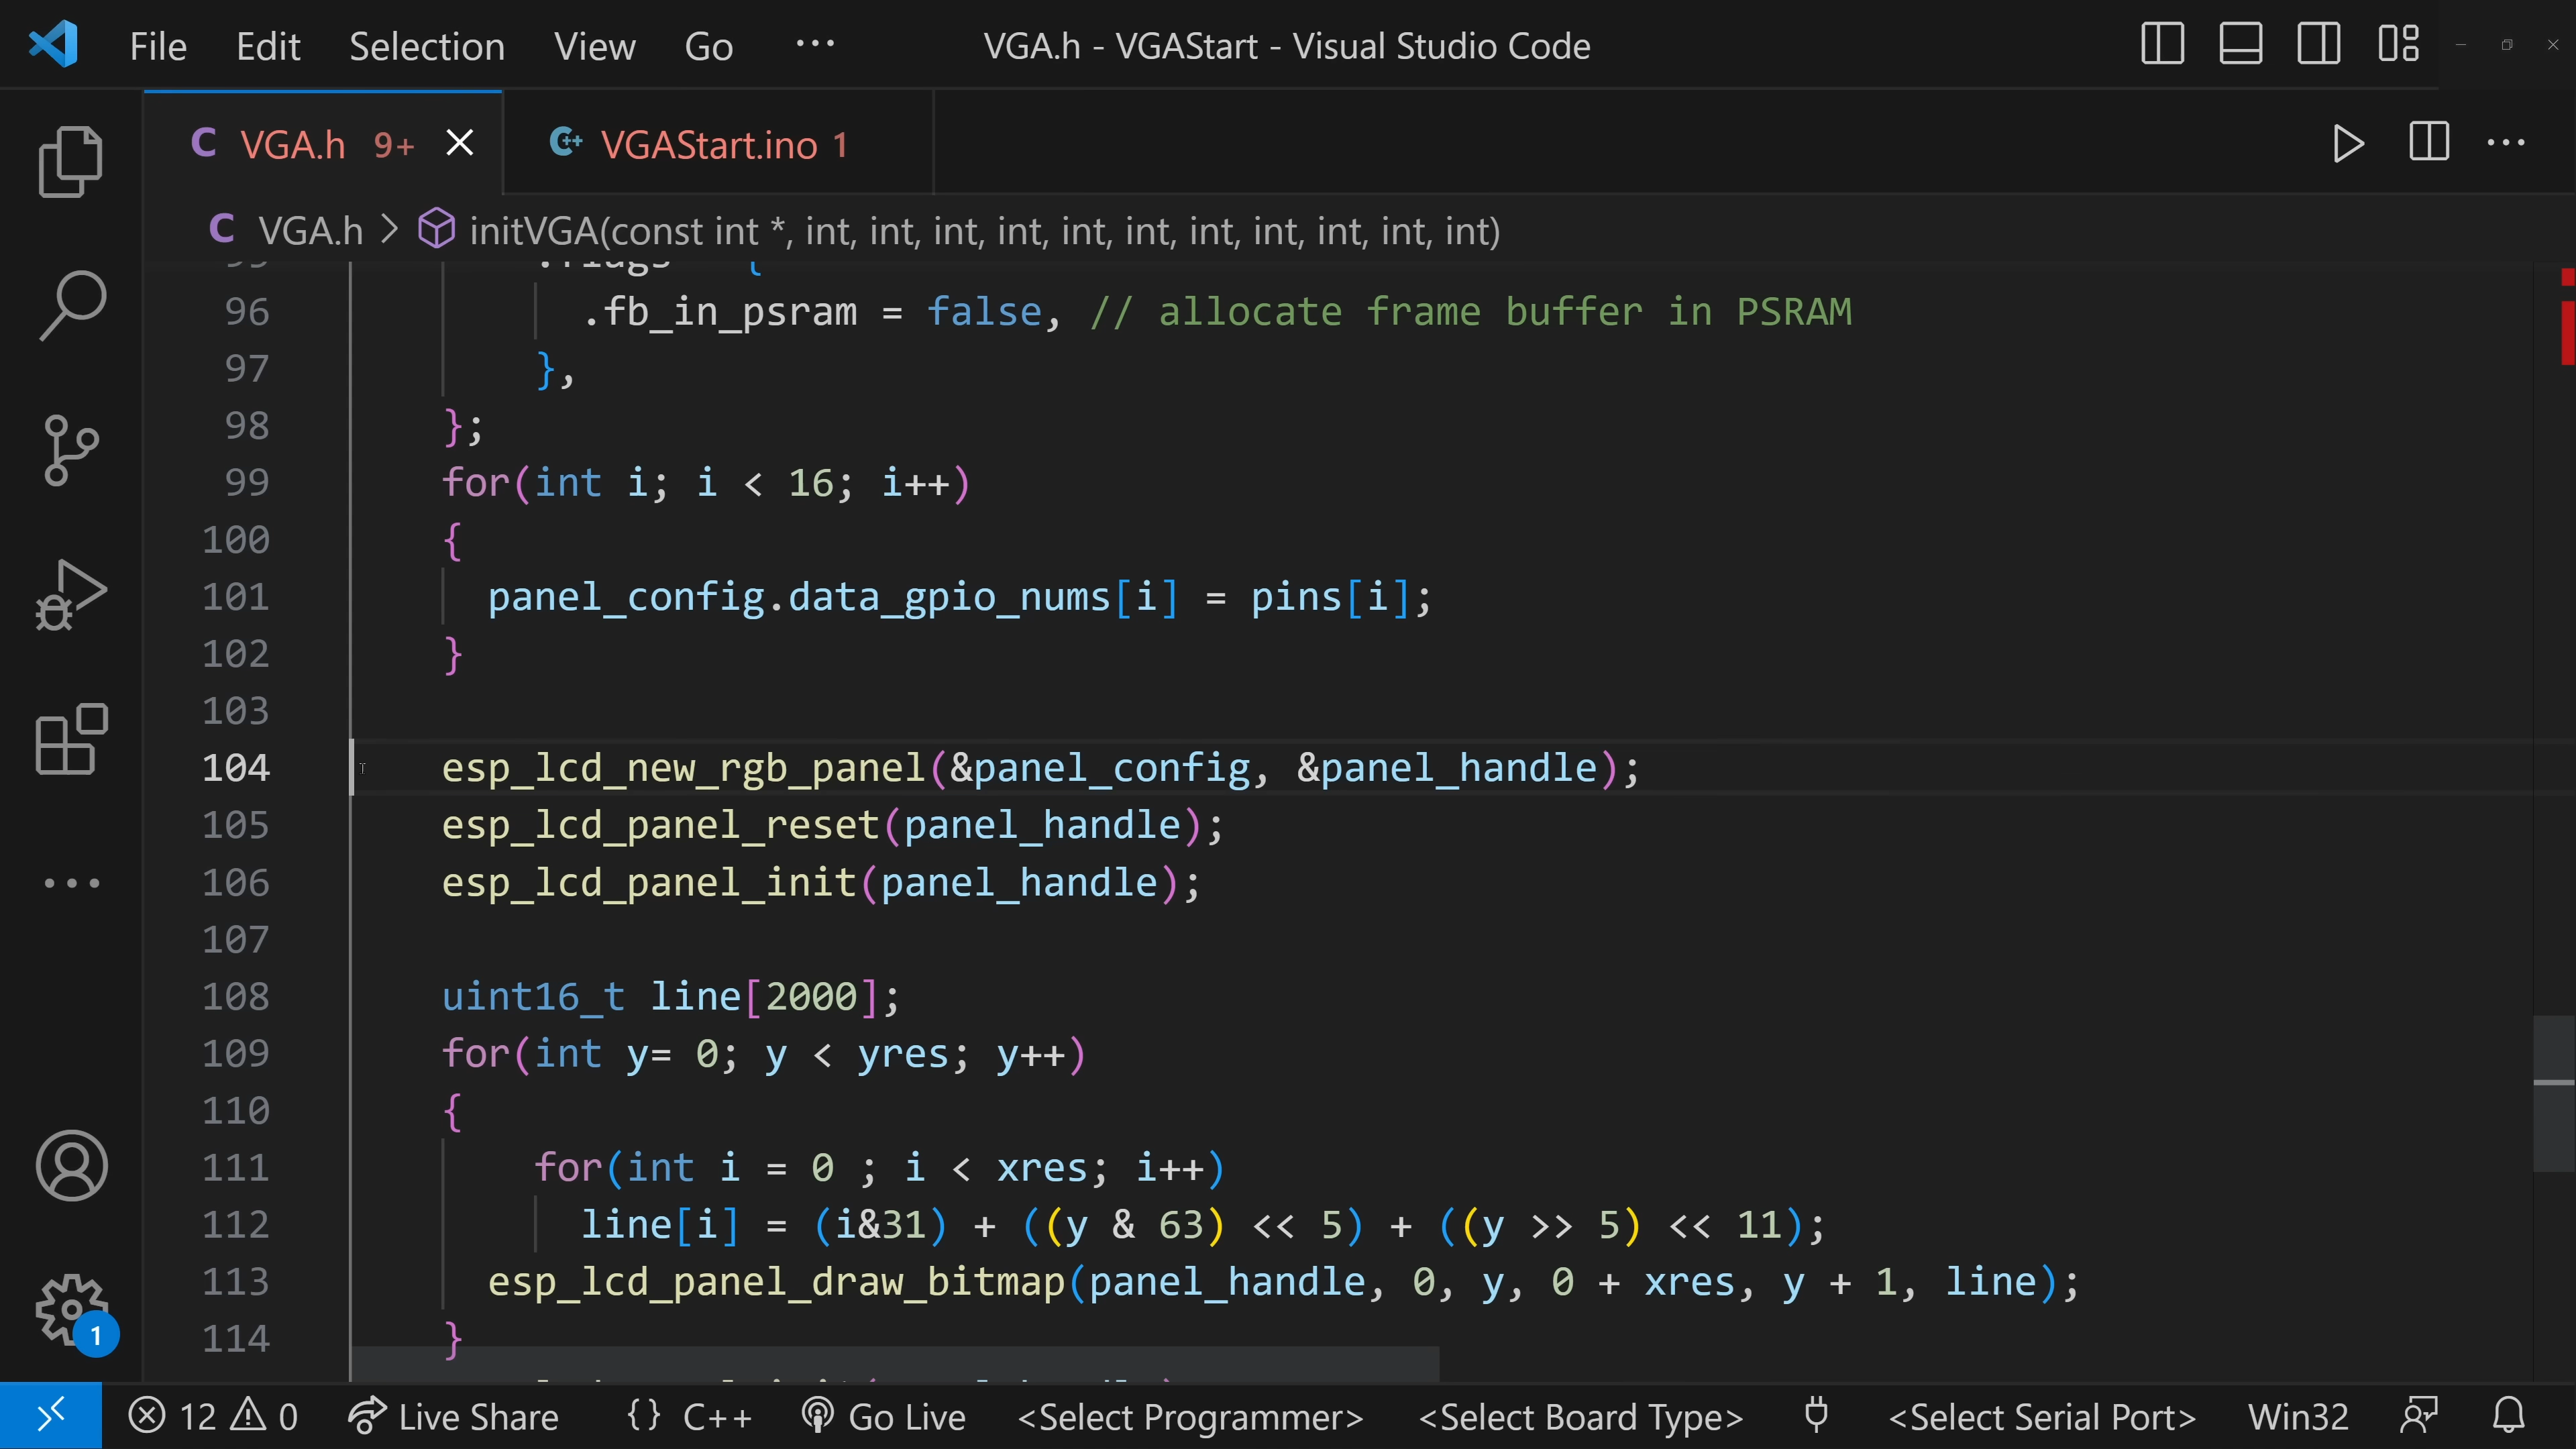 File Edit Selection View Go ··· VGA.h - VGAStart - Visual Studio Code
C VGA.h 9+ VGAStart.ino 1
C VGA.h > initVGA(const int *, int, int, int, int, int, int, int, int, int, int, int)
96 .fb_in_psram = false, // allocate frame buffer in PSRAM
97 },
98 };
99 for(int i; i < 16; i++)
100 {
101 panel_config.data_gpio_nums[i] = pins[i];
102 }
103
104 esp_lcd_new_rgb_panel(&panel_config, &panel_handle);
105 esp_lcd_panel_reset(panel_handle);
106 esp_lcd_panel_init(panel_handle);
107
108 uint16_t line[2000];
109 for(int y= 0; y < yres; y++)
110 {
111 for(int i = 0 ; i < xres; i++)
112 line[i] = (i&31) + ((y & 63) << 5) + ((y >> 5) << 11);
113 esp_lcd_panel_draw_bitmap(panel_handle, 0, y, 0 + xres, y + 1, line);
114 }
1
12 0 Live Share {} C++ Go Live <Select Programmer> <Select Board Type> <Select Serial Port> Win32